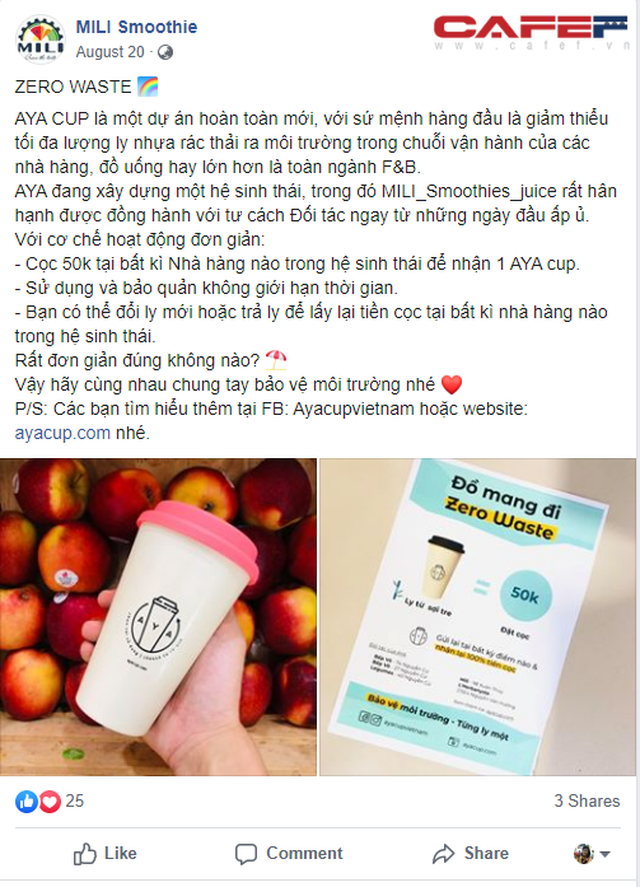 MILI Smoothie
August 20 ·
CAFEF
www.cafef.vn
MILI
ZERO WASTE
AYA CUP là một dự án hoàn toàn mới, với sứ mệnh hàng đầu là giảm thiểu
tối đa lượng ly nhựa rác thải ra môi trường trong chuỗi vận hành của các
nhà hàng, đồ uống hay lớn hơn là toàn ngành F&B.
AYA đang xây dựng một hệ sinh thái, trong đó MILI_Smoothies_juice rất hân
hạnh được đồng hành với tư cách Đối tác ngay từ những ngày đầu ấp ủ.
Với cơ chế hoạt động đơn giản:
- Cọc 50k tại bất kì Nhà hàng nào trong hệ sinh thái để nhận 1 AYA cup.
- Sử dụng và bảo quản không giới hạn thời gian.
- Bạn có thể đổi ly mới hoặc trả ly để lấy lại tiền cọc tại bất kì nhà hàng nào
trong hệ sinh thái.
Rất đơn giản đúng không nào?
Vậy hãy cùng nhau chung tay bảo vệ môi trường nhé
P/S: Các bạn tìm hiểu thêm tại FB: Ayacupvietnam hoặc website:
ayacup.com nhé.
AYA
Đồ mang đi
Zero Waste
50k
Ly từ sợi tre
Đặt cọc
Gửi lại tại bất kỳ điểm nào &
nhận lại 100% tiền cọc
Bảo vệ môi trường - Từng ly một
ayacupvietnam
ayacup.com
25
3 Shares
Like
Comment
Share